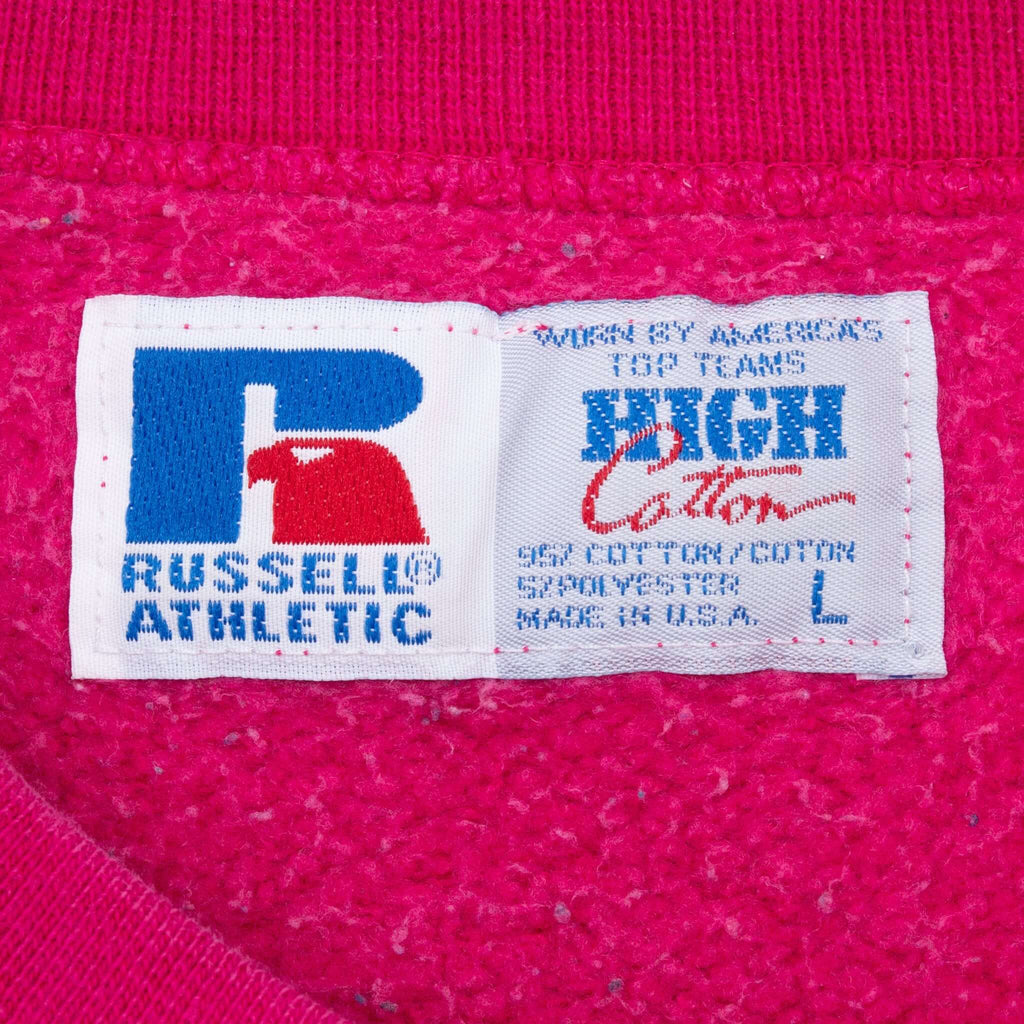 RUSSELL®
ATHLETIC
WORN BY AMERICA'S
TOP TEAMS
HIGH
Cotton
95% COTTON/COTON
5% POLYESTER
MADE IN U.S.A.
L